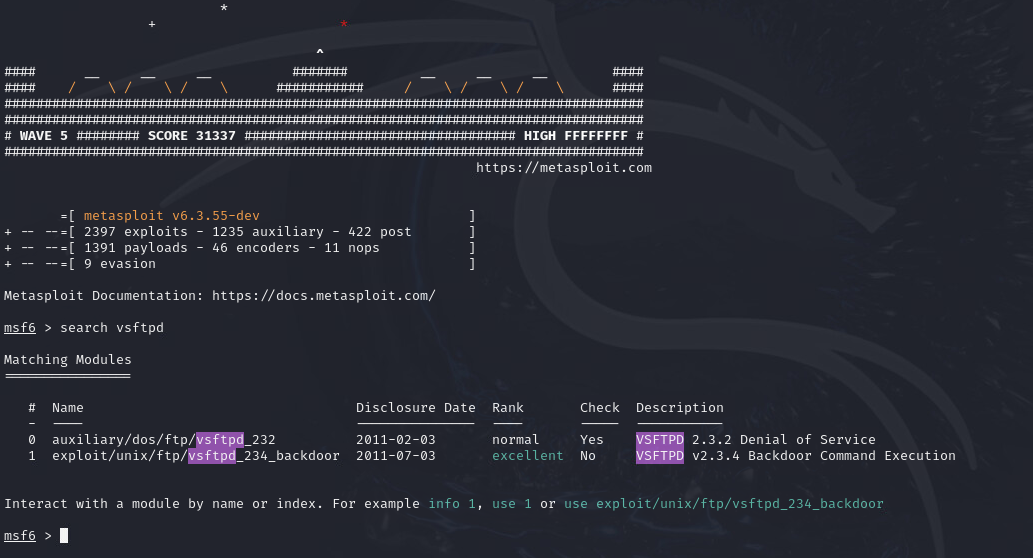 *
+ *
^
#### __ __ __ ####### __ __ __ ####
#### / \ / \ / \ ########### / \ / \ / \ ####
################################################################################
################################################################################
# WAVE 5 ######## SCORE 31337 ################################## HIGH FFFFFFFF #
################################################################################
https://metasploit.com
=[ metasploit v6.3.55-dev ]
+ -- --=[ 2397 exploits - 1235 auxiliary - 422 post ]
+ -- --=[ 1391 payloads - 46 encoders - 11 nops ]
+ -- --=[ 9 evasion ]
Metasploit Documentation: https://docs.metasploit.com/
msf6 > search vsftpd
Matching Modules
================
# Name Disclosure Date Rank Check Description
- ---- --------------- ---- ----- -----------
0 auxiliary/dos/ftp/vsftpd_232 2011-02-03 normal Yes VSFTPD 2.3.2 Denial of Service
1 exploit/unix/ftp/vsftpd_234_backdoor 2011-07-03 excellent No VSFTPD v2.3.4 Backdoor Command Execution
Interact with a module by name or index. For example info 1, use 1 or use exploit/unix/ftp/vsftpd_234_backdoor
msf6 >